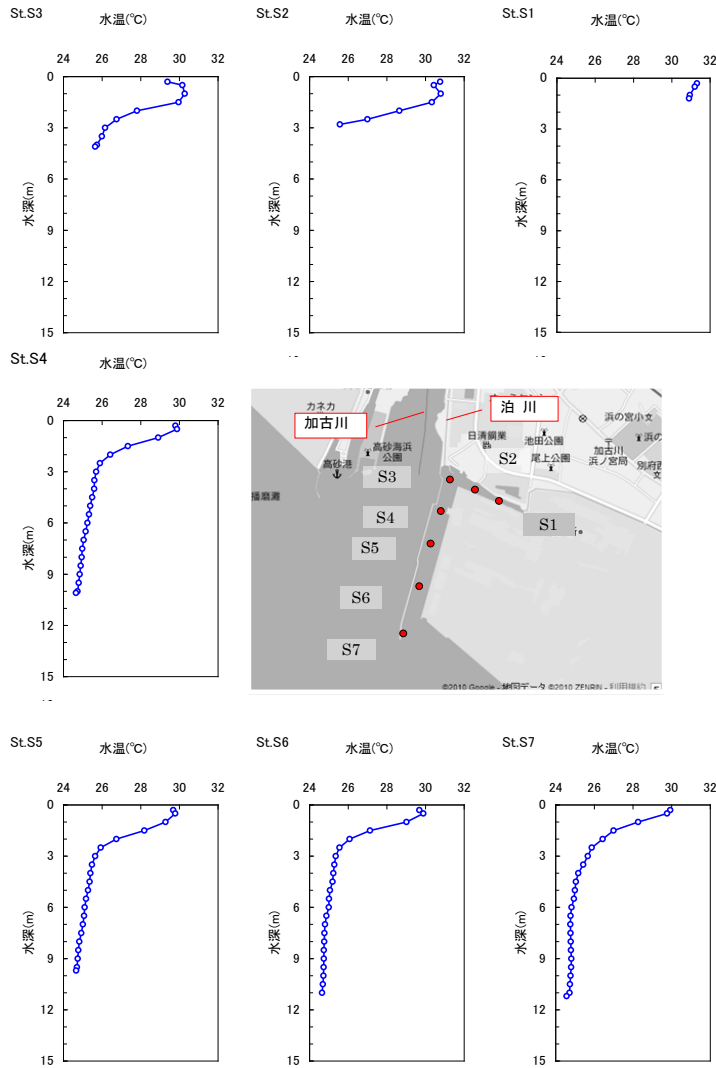 St.S3 水温(℃)
24 26 28 30 32
0
3
6
9
12
15
水深(m)
St.S2 水温(℃)
24 26 28 30 32
0
3
6
9
12
15
水深(m)
St.S1 水温(℃)
24 26 28 30 32
0
3
6
9
12
15
水深(m)
St.S4 水温(℃)
24 26 28 30 32
0
3
6
9
12
15
水深(m)
カネカ
加古川
泊 川
高砂海浜
公園
高砂港
播磨灘
日清鋼業
池田公園
尾上公園
浜の宮小
加古川
浜ノ宮局
浜の
別府西
文
S2
S3
S1
S4
S5
S6
S7
©2010 Google - 地図データ ©2010 ZENRIN - 利用規約
St.S5 水温(℃)
24 26 28 30 32
0
3
6
9
12
15
水深(m)
St.S6 水温(℃)
24 26 28 30 32
0
3
6
9
12
15
水深(m)
St.S7 水温(℃)
24 26 28 30 32
0
3
6
9
12
15
水深(m)